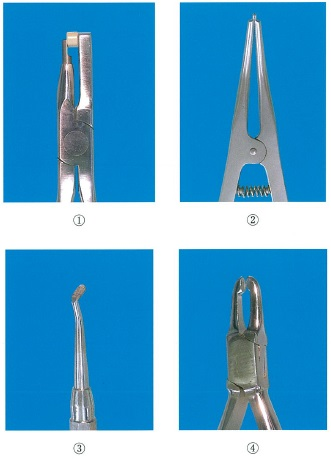 ①
②
③
④